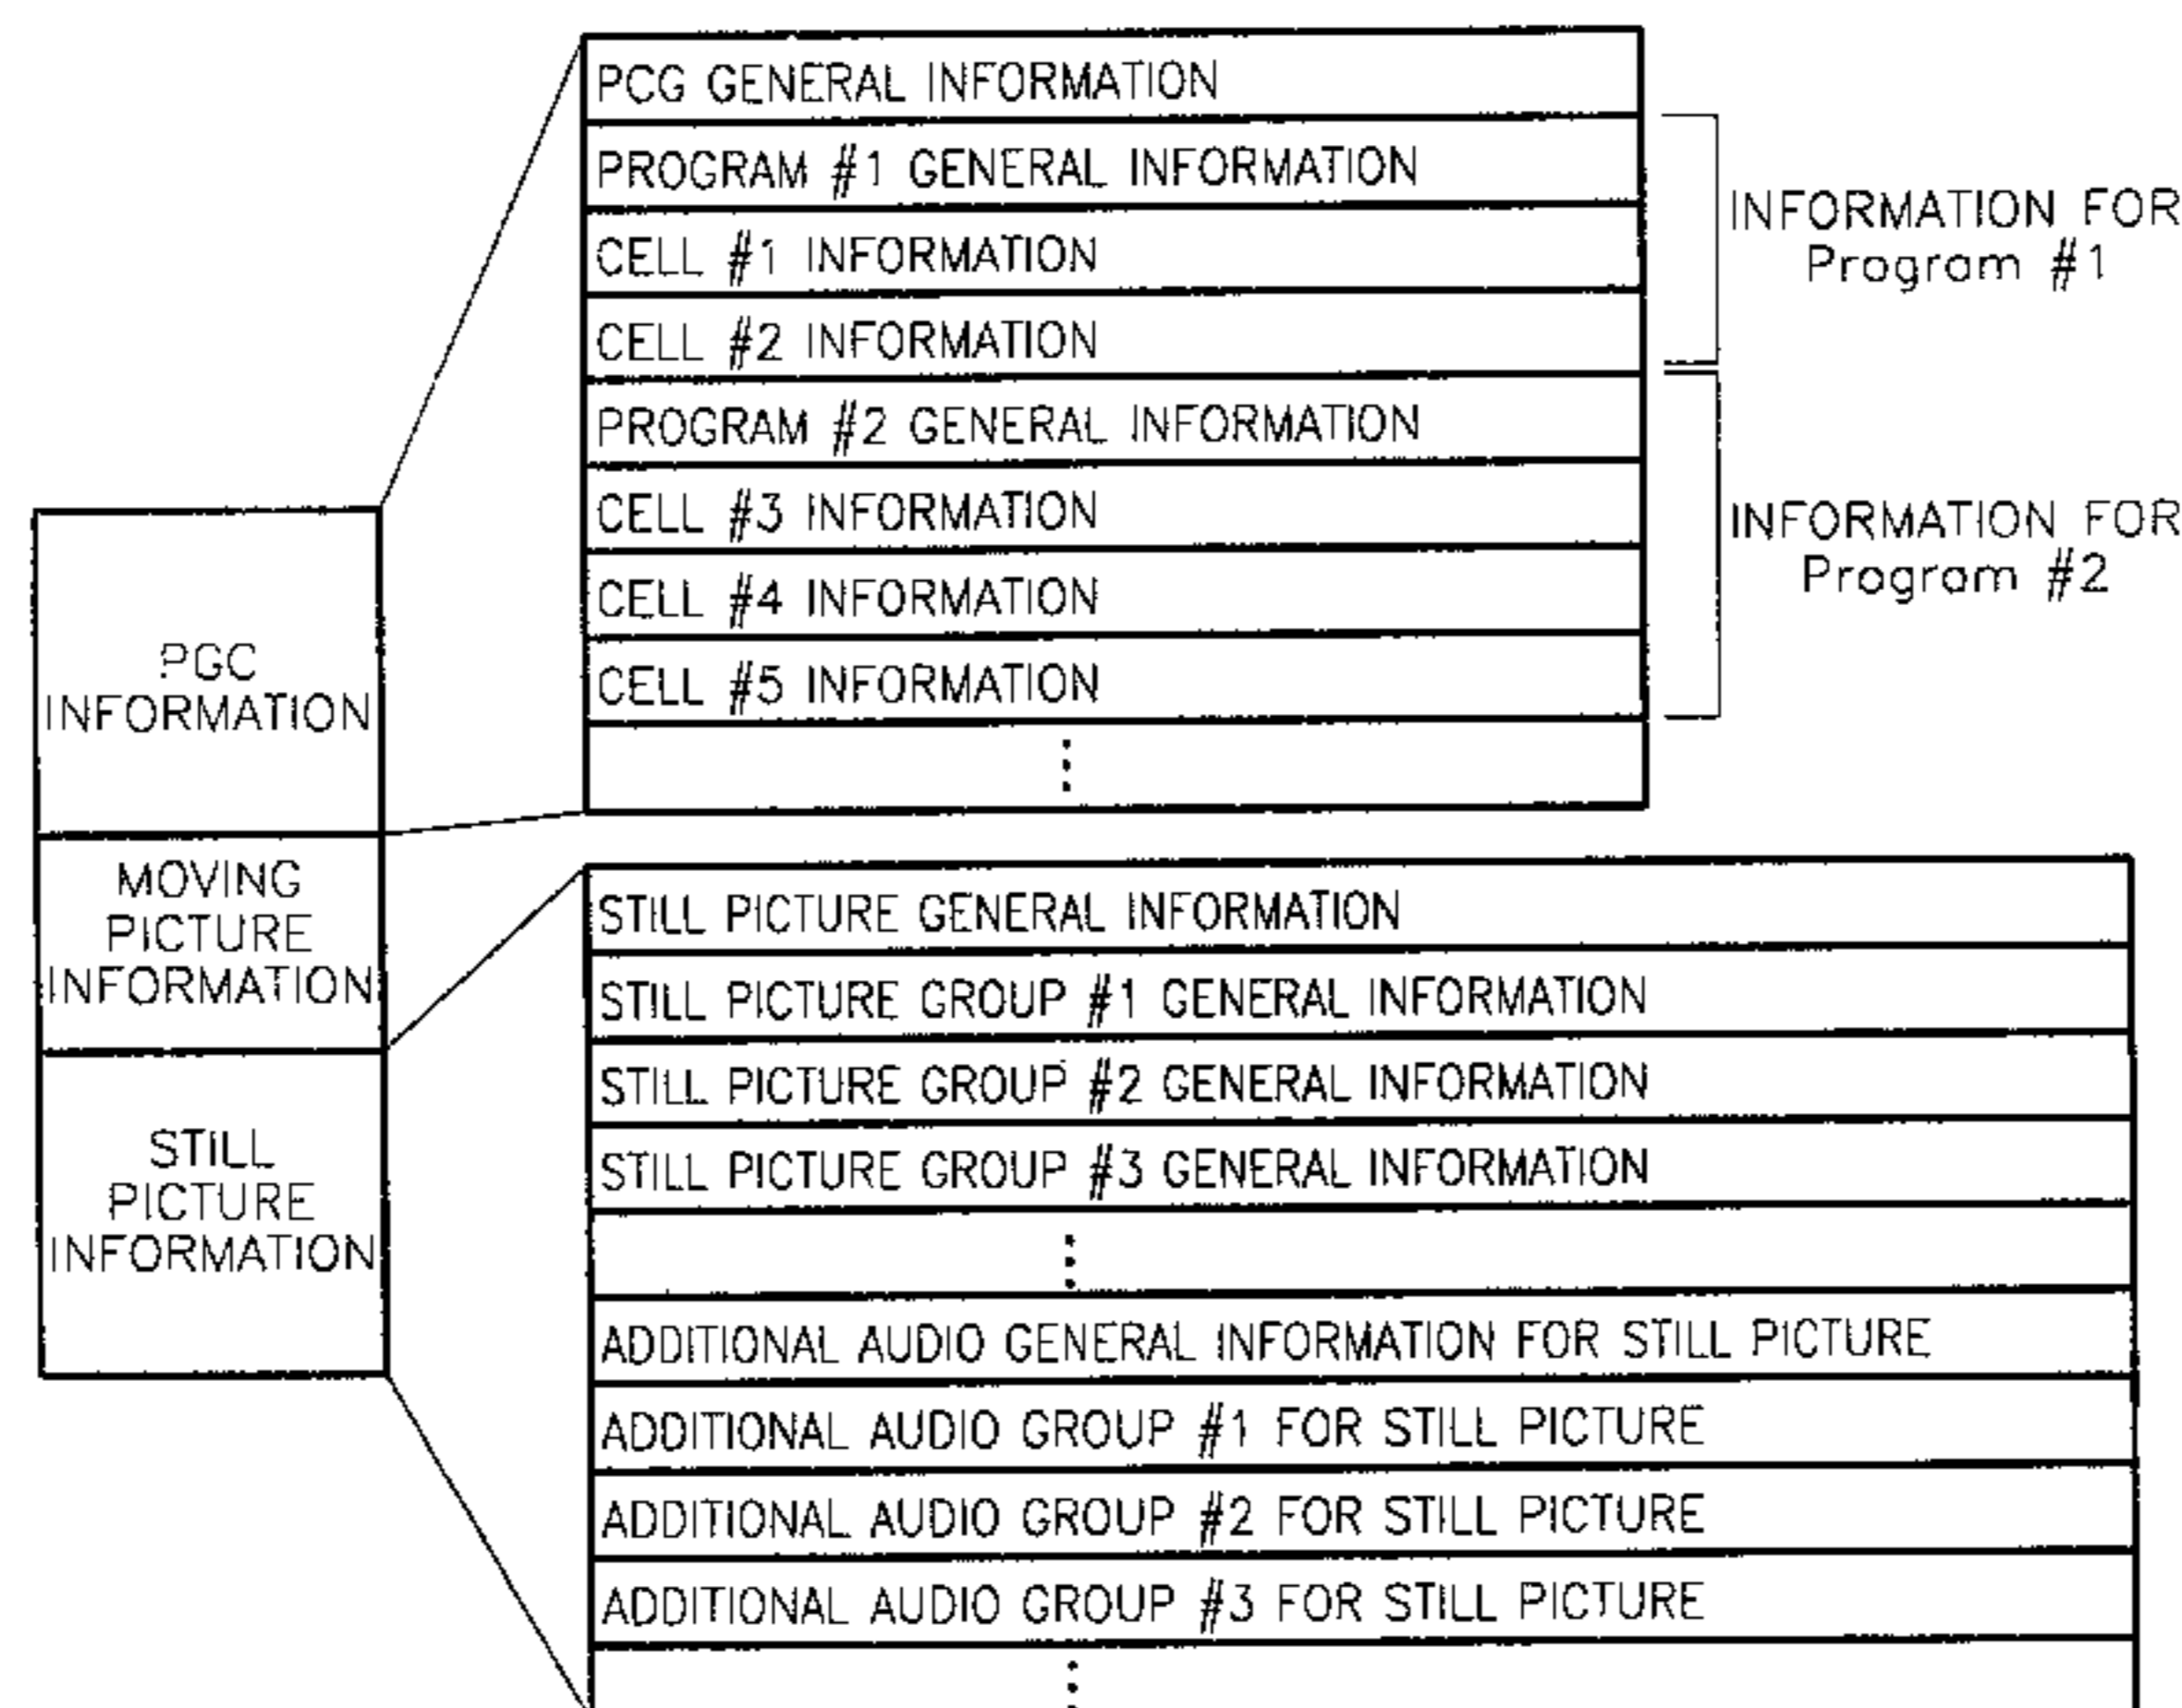 PCG GENERAL INFORMATION
PROGRAM #1 GENERAL INFORMATION
CELL #1 INFORMATION
CELL #2 INFORMATION
PROGRAM #2 GENERAL INFORMATION
CELL #3 INFORMATION
CELL #4 INFORMATION
CELL #5 INFORMATION
INFORMATION FOR
Program #1
INFORMATION FOR
Program #2
PGC
INFORMATION
MOVING
PICTURE
INFORMATION
STILL
PICTURE
INFORMATION
STILL PICTURE GENERAL INFORMATION
STILL PICTURE GROUP #1 GENERAL INFORMATION
STILL PICTURE GROUP #2 GENERAL INFORMATION
STILL PICTURE GROUP #3 GENERAL INFORMATION
ADDITIONAL AUDIO GENERAL INFORMATION FOR STILL PICTURE
ADDITIONAL AUDIO GROUP #1 FOR STILL PICTURE
ADDITIONAL AUDIO GROUP #2 FOR STILL PICTURE
ADDITIONAL AUDIO GROUP #3 FOR STILL PICTURE